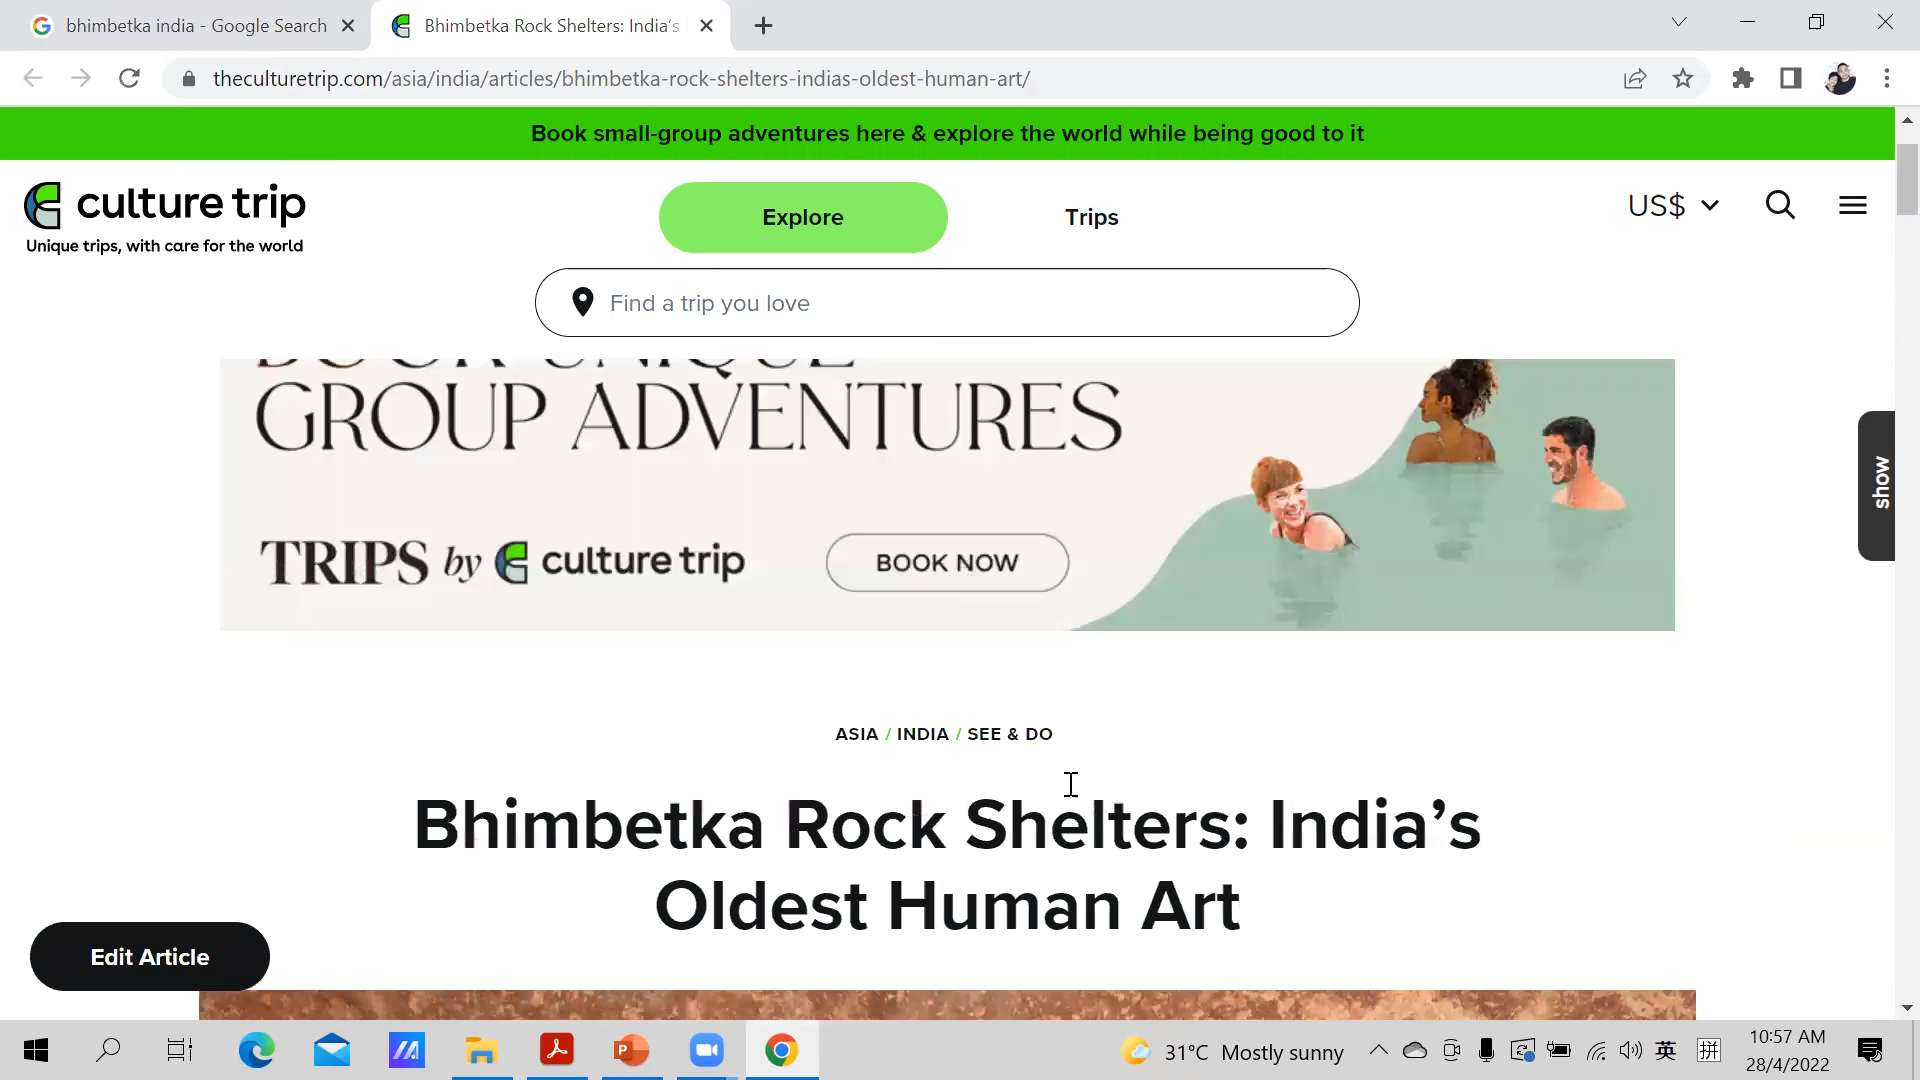 bhimbetka india - Google Search
Bhimbetka Rock Shelters: India's
theculturetrip.com/asia/india/articles/bhimbetka-rock-shelters-indias-oldest-human-art/
Book small-group adventures here & explore the world while being good to it
culture trip
Unique trips, with care for the world
Explore
Trips
US$
Find a trip you love
BOOK UNIQUE
GROUP ADVENTURES
TRIPS by culture trip
BOOK NOW
show
ASIA / INDIA / SEE & DO
Bhimbetka Rock Shelters: India’s
Oldest Human Art
Edit Article
31°C Mostly sunny
英
拼
10:57 AM
28/4/2022